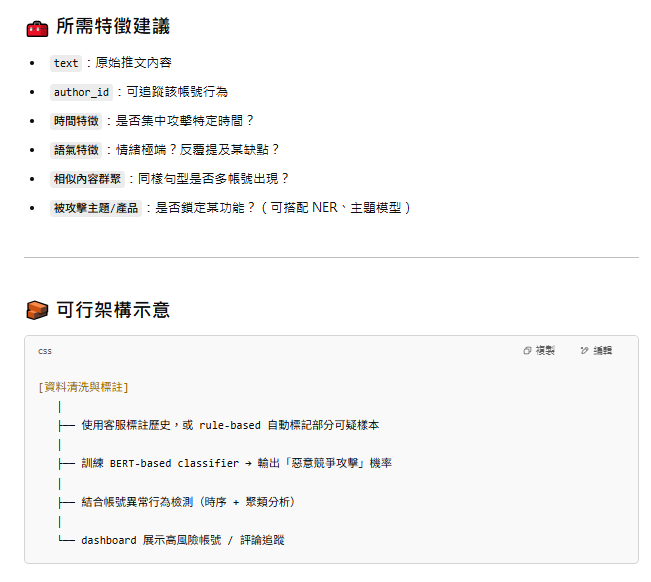 🧰 所需特徵建議
• text：原始推文內容
• author_id：可追蹤該帳號行為
• 時間特徵：是否集中攻擊特定時間？
• 語氣特徵：情緒極端？反覆提及某缺點？
• 相似內容群聚：同樣句型是否多帳號出現？
• 被攻擊主題/產品：是否鎖定某功能？（可搭配 NER、主題模型）
🧱 可行架構示意
css 複製 編輯
[資料清洗與標註]
│
├── 使用客服標註歷史，或 rule-based 自動標記部分可疑樣本
│
├── 訓練 BERT-based classifier → 輸出「惡意競爭攻擊」機率
│
├── 結合帳號異常行為檢測（時序 + 聚類分析）
│
└── dashboard 展示高風險帳號 / 評論追蹤